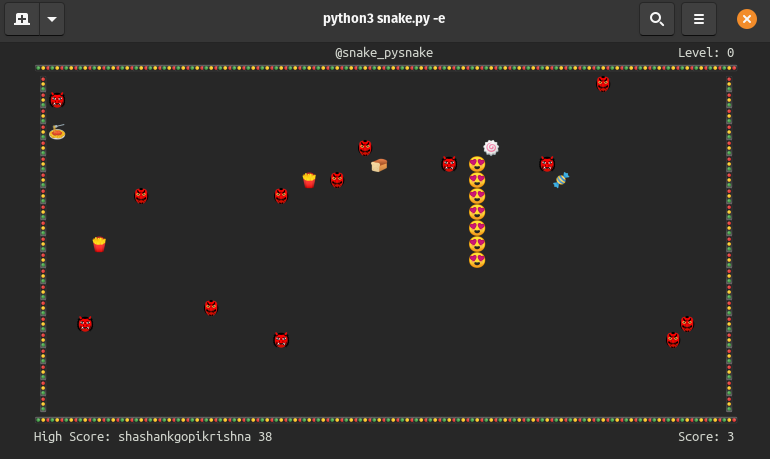 python3 snake.py -e
@snake_pysnake
Level: 0
High Score: shashankgopikrishna 38
Score: 3